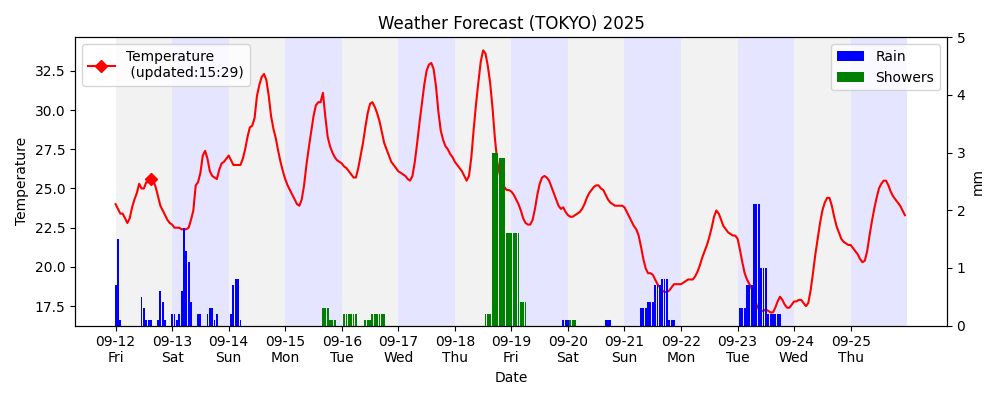 Weather Forecast (TOKYO) 2025
Temperature
(updated:15:29)
Rain
Showers
Temperature
32.5
30.0
27.5
25.0
22.5
20.0
17.5
5
4
3
2
1
0
mm
09-12 09-13 09-14 09-15 09-16 09-17 09-18 09-19 09-20 09-21 09-22 09-23 09-24 09-25
Fri Sat Sun Mon Tue Wed Thu Fri Sat Sun Mon Tue Wed Thu
Date